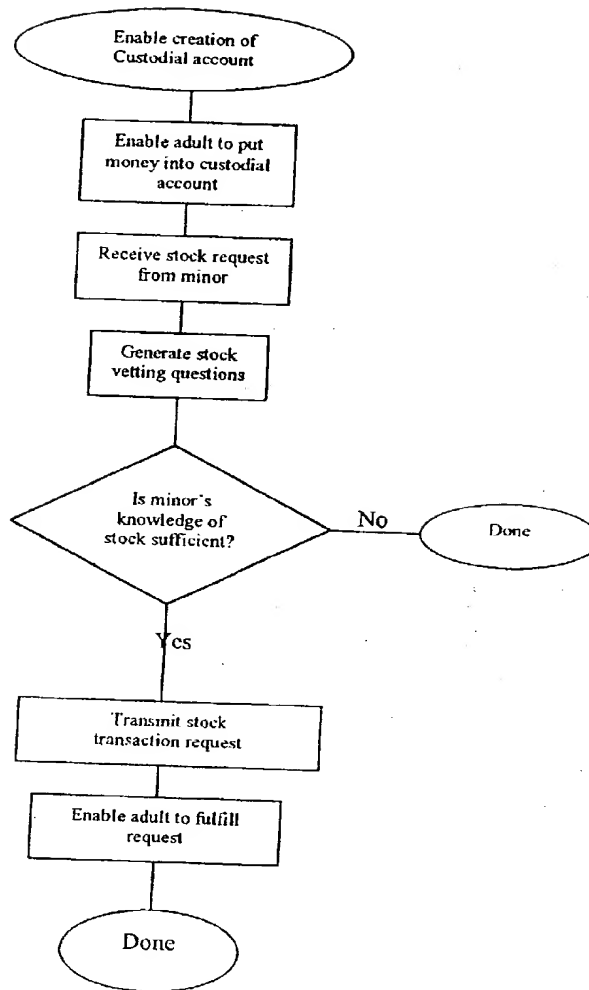 Enable creation of
Custodial account
Enable adult to put
money into custodial
account
Receive stock request
from minor
Generate stock
vetting questions
Is minor's
knowledge of
stock sufficient?
No
Done
Yes
Transmit stock
transaction request
Enable adult to fulfill
request
Done